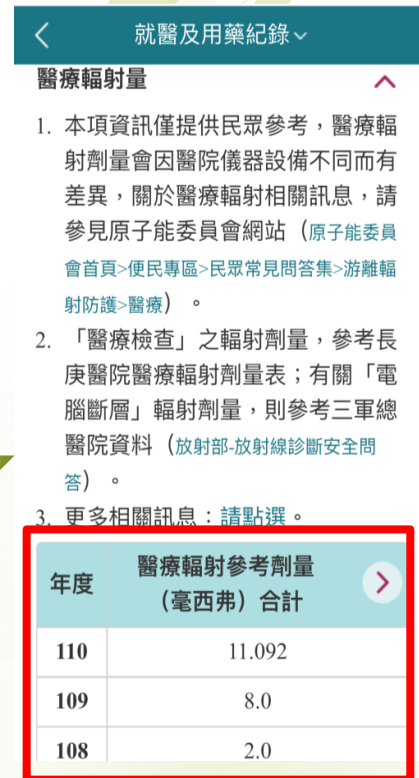 就醫及用藥紀錄
醫療輻射量
1. 本項資訊僅提供民眾參考，醫療輻
射劑量會因醫院儀器設備不同而有
差異，關於醫療輻射相關訊息，請
參見原子能委員會網站（原子能委員
會首頁>便民專區>民眾常見問答集>游離輻
射防護>醫療）。
2. 「醫療檢查」之輻射劑量，參考長
庚醫院醫療輻射劑量表；有關「電
腦斷層」輻射劑量，則參考三軍總
醫院資料（放射部-放射線診斷安全問
答）。
3. 更多相關訊息：請點選。
年度 醫療輻射參考劑量
（毫西弗）合計
110 11.092
109 8.0
108 2.0